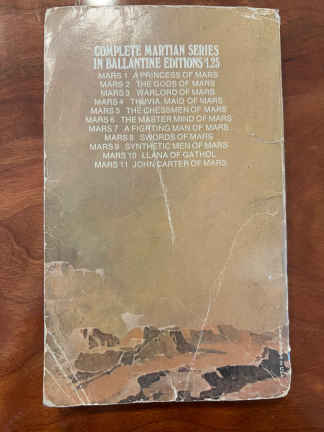 COMPLETE MARTIAN SERIES
IN BALLANTINE EDITIONS 1.25
MARS 1 A PRINCESS OF MARS
MARS 2 THE GODS OF MARS
MARS 3 WARLORD OF MARS
MARS 4 THUVIA, MAID OF MARS
MARS 5 THE CHESSMEN OF MARS
MARS 6 THE MASTER MIND OF MARS
MARS 7 A FIGHTING MAN OF MARS
MARS 8 SWORDS OF MARS
MARS 9 SYNTHETIC MEN OF MARS
MARS 10 LLANA OF GATHOL
MARS 11 JOHN CARTER OF MARS